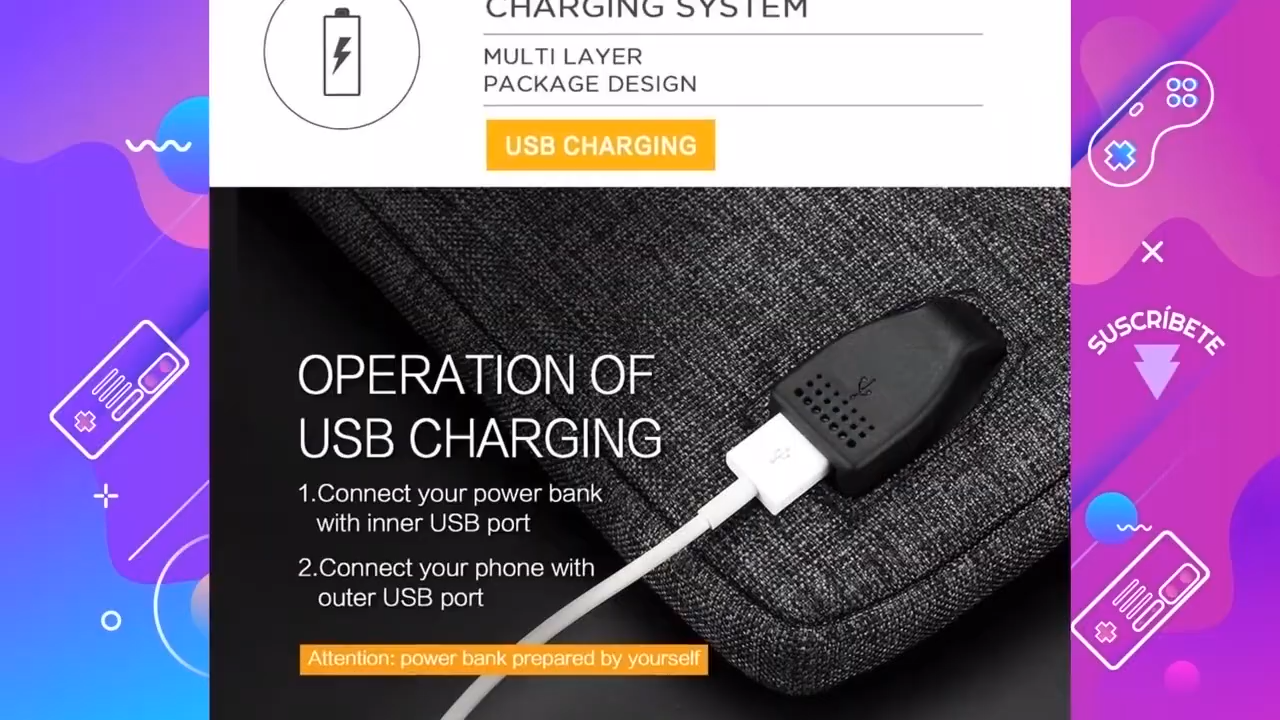 CHARGING SYSTEM
MULTI LAYER
PACKAGE DESIGN
USB CHARGING
SUSCRÍBETE
OPERATION OF
USB CHARGING
1.Connect your power bank
with inner USB port
2.Connect your phone with
outer USB port
Attention: power bank prepared by yourself